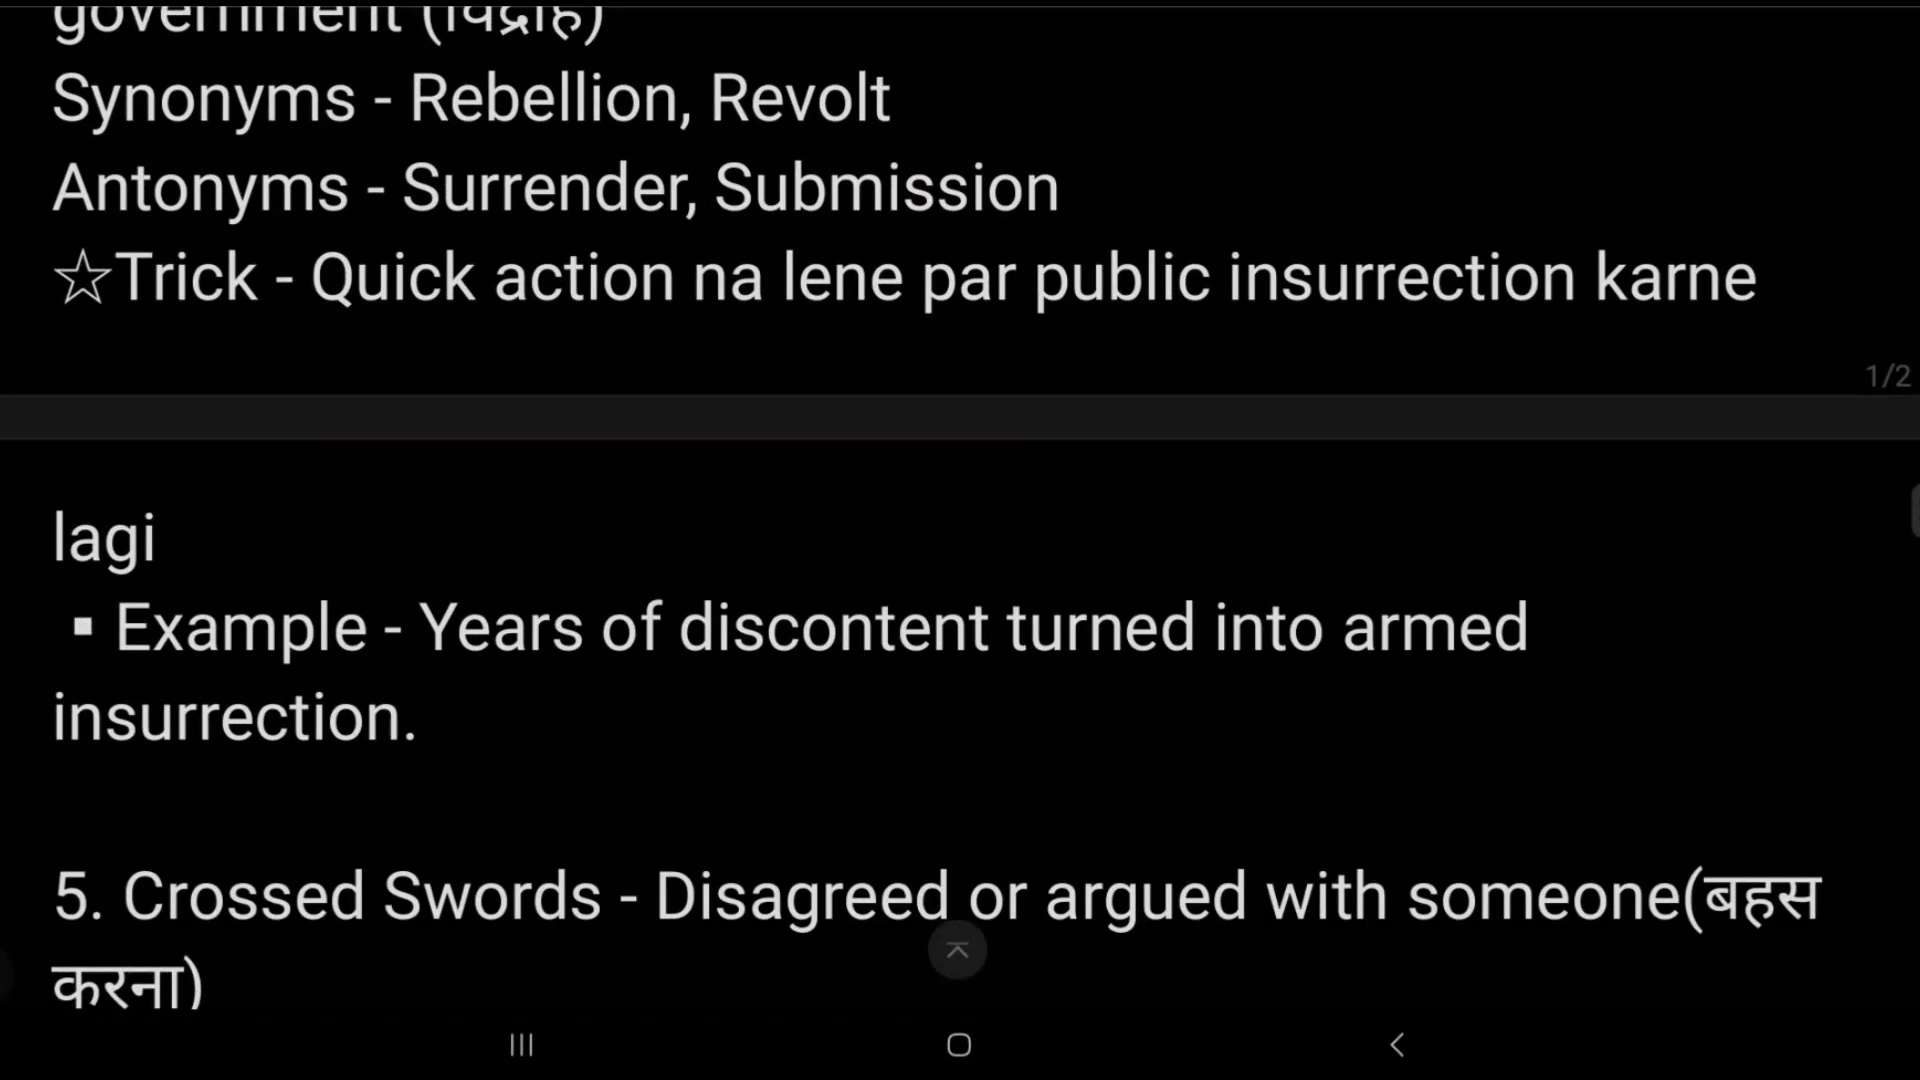 government (विद्रोह)
Synonyms - Rebellion, Revolt
Antonyms - Surrender, Submission
☆Trick - Quick action na lene par public insurrection karne
1/2
lagi
▪Example - Years of discontent turned into armed
insurrection.
5. Crossed Swords - Disagreed or argued with someone(बहस
करना)